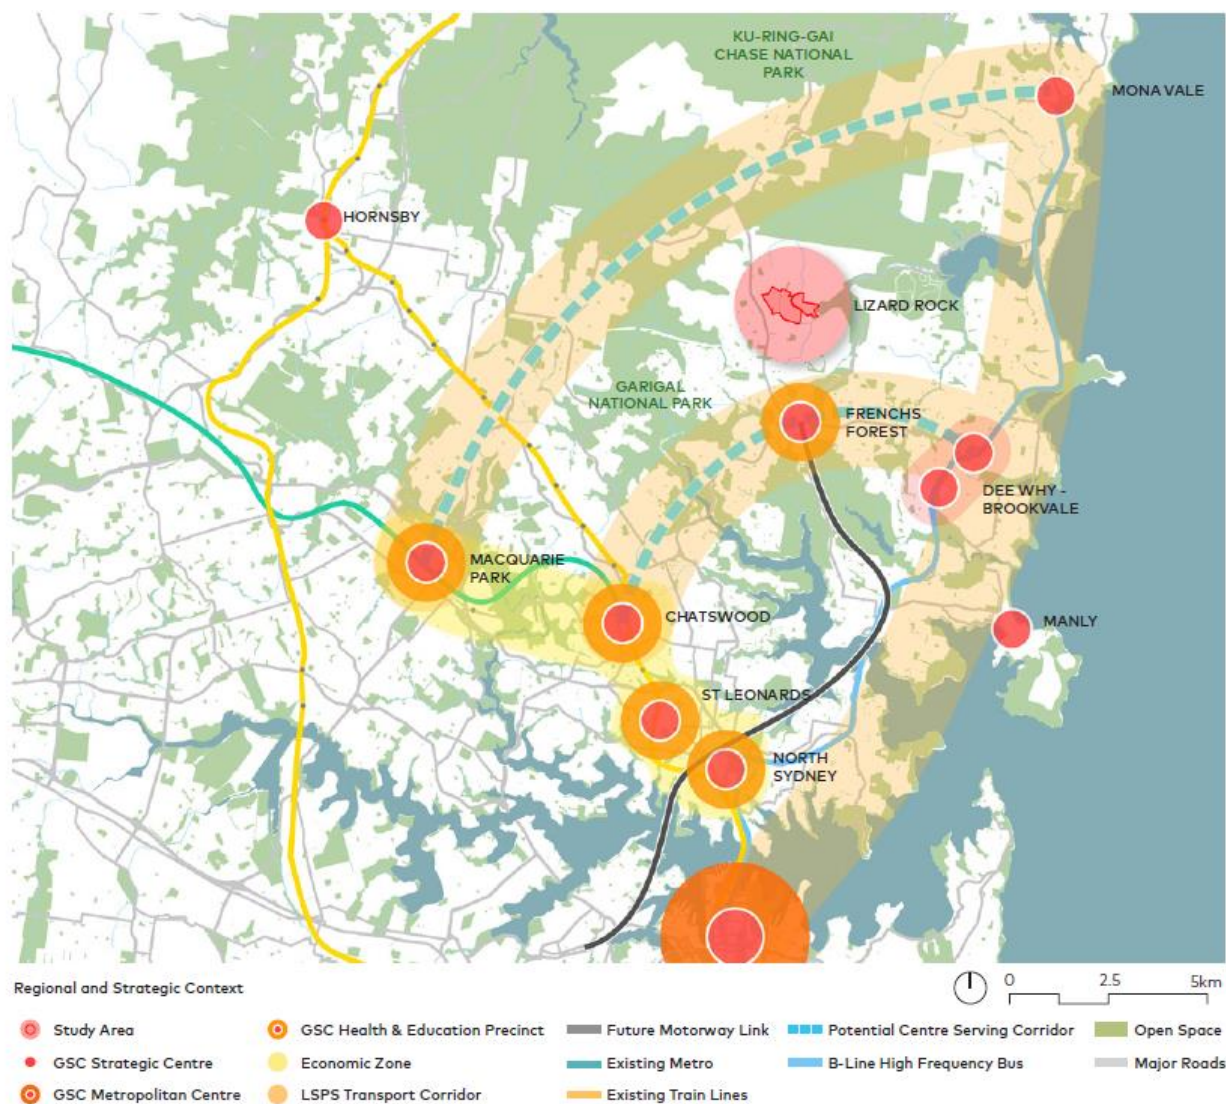 KU-RING-GAI
CHASE NATIONAL
PARK
MONA VALE
HORNSBY
LIZARD ROCK
GARIGAL
NATIONAL PARK
FRENCHS
FOREST
DEE WHY -
BROOKVALE
MACQUARIE
PARK
CHATSWOOD
MANLY
ST LEONARDS
NORTH
SYDNEY
Regional and Strategic Context
0 2.5 5km
Study Area
GSC Strategic Centre
GSC Metropolitan Centre
GSC Health & Education Precinct
Economic Zone
LSPS Transport Corridor
Future Motorway Link
Existing Metro
Existing Train Lines
Potential Centre Serving Corridor
B-Line High Frequency Bus
Open Space
Major Roads